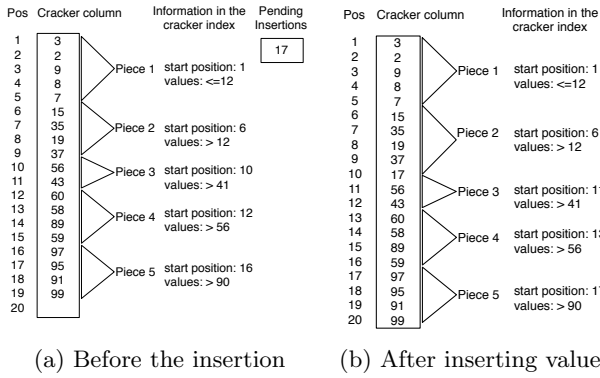 Pos Cracker column Information in the cracker index Pending Insertions
17
1 3
2 2
3 9 Piece 1 start position: 1
4 8 values: <=12
5 7
6 15
7 35 Piece 2 start position: 6
8 19 values: > 12
9 37
10 56 Piece 3 start position: 10
11 43 values: > 41
12 60
13 58 Piece 4 start position: 12
14 89 values: > 56
15 59
16 97
17 95 Piece 5 start position: 16
18 91 values: > 90
19 99
20
(a) Before the insertion
Pos Cracker column Information in the cracker index
1 3
2 2
3 9 Piece 1 start position: 1
4 8 values: <=12
5 7
6 15
7 35 Piece 2 start position: 6
8 19 values: > 12
9 37
10 17
11 56 Piece 3 start position: 1
12 43 values: > 41
13 60
14 58 Piece 4 start position: 13
15 89 values: > 56
16 59
17 97
18 95 Piece 5 start position: 17
19 91 values: > 90
20 99
(b) After inserting value